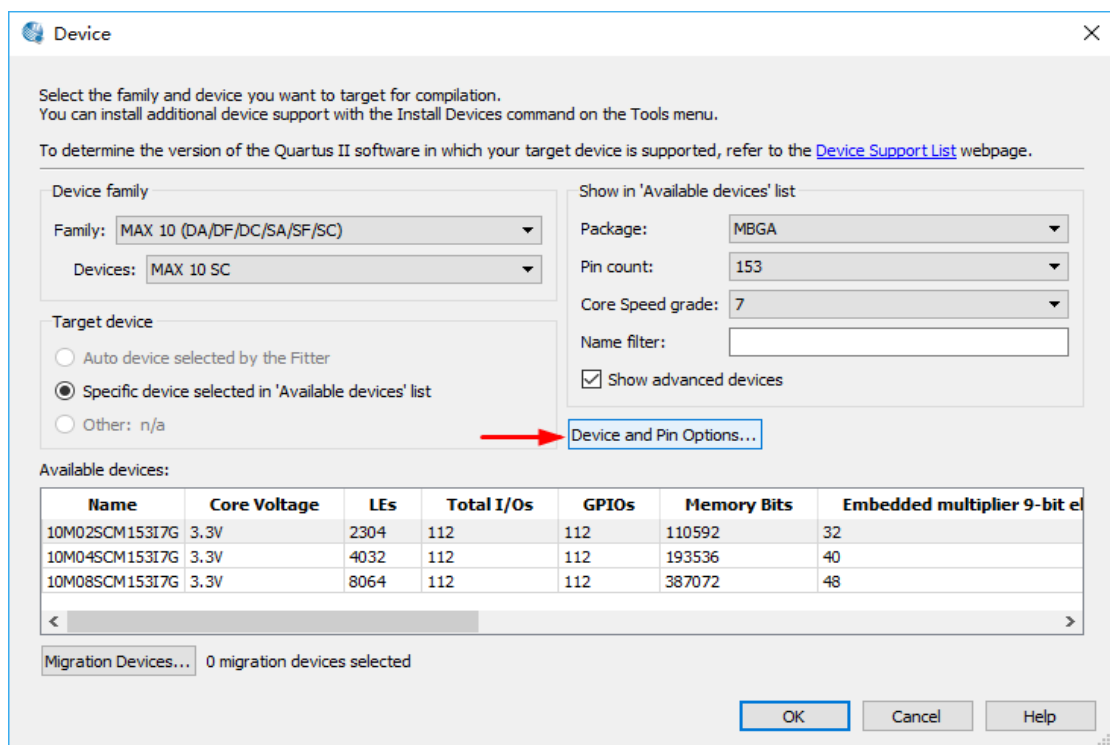 Device
Select the family and device you want to target for compilation.
You can install additional device support with the Install Devices command on the Tools menu.
To determine the version of the Quartus II software in which your target device is supported, refer to the Device Support List webpage.
Device family
Family: MAX 10 (DA/DF/DC/SA/SF/SC)
Devices: MAX 10 SC
Target device
Auto device selected by the Fitter
Specific device selected in 'Available devices' list
Other: n/a
Show in 'Available devices' list
Package: MBGA
Pin count: 153
Core Speed grade: 7
Name filter:
Show advanced devices
Device and Pin Options...
Available devices:
Name Core Voltage LEs Total I/Os GPIOs Memory Bits Embedded multiplier 9-bit el
10M02SCM153I7G 3.3V 2304 112 112 110592 32
10M04SCM153I7G 3.3V 4032 112 112 193536 40
10M08SCM153I7G 3.3V 8064 112 112 387072 48
Migration Devices... 0 migration devices selected
OK Cancel Help